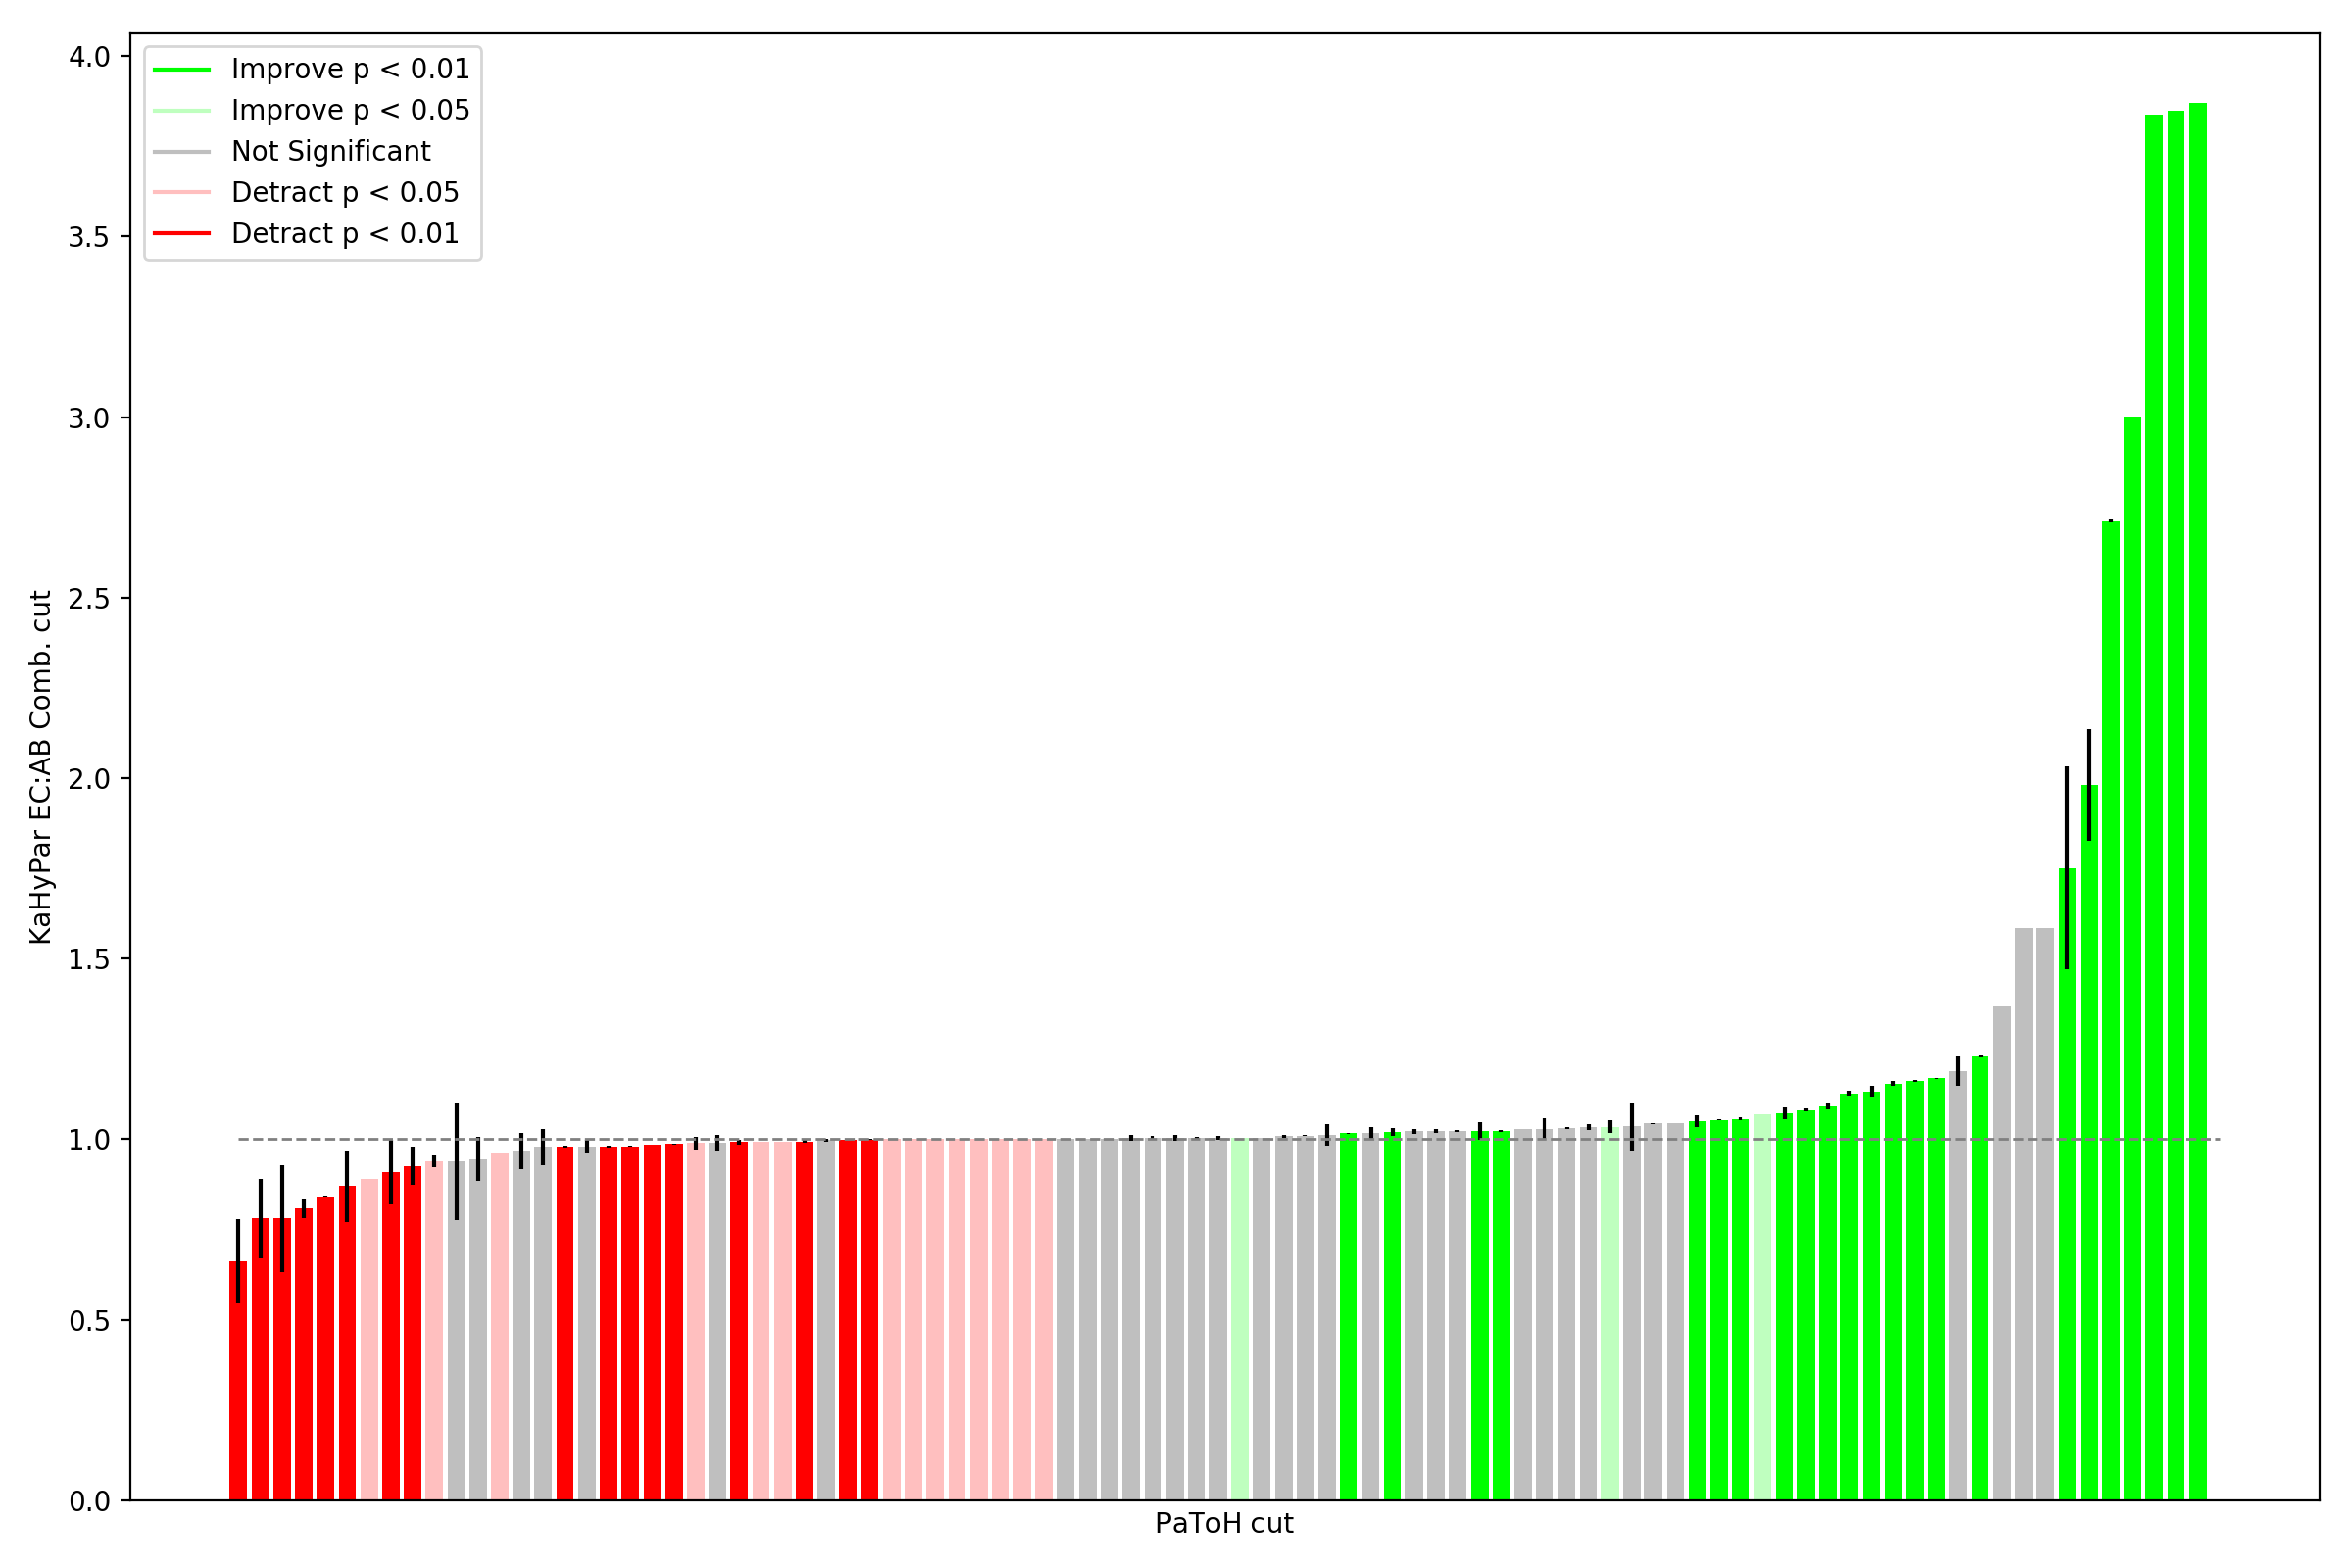 4.0
3.5
3.0
2.5
2.0
1.5
1.0
0.5
0.0
KaHyPar EC:AB Comb. cut
Improve p < 0.01
Improve p < 0.05
Not Significant
Detract p < 0.05
Detract p < 0.01
PaToH cut